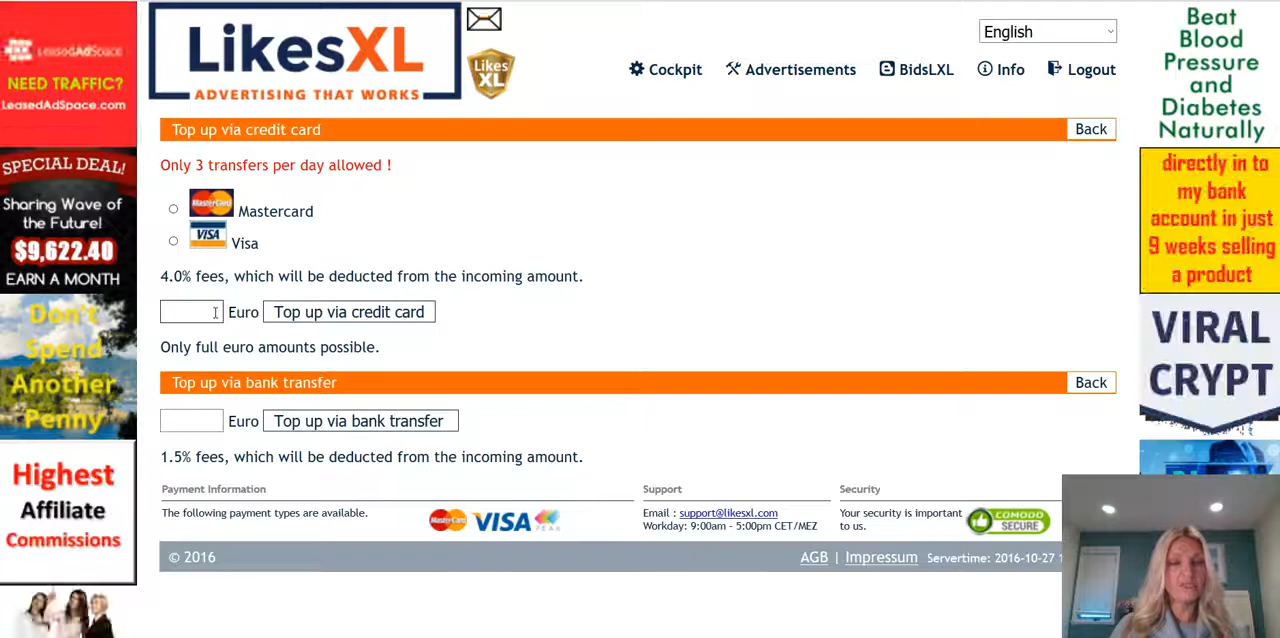 LeasedAdSpace
NEED TRAFFIC?
LeasedAdSpace.com
SPECIAL DEAL!
Sharing Wave of
the Future!
$9,622.40
EARN A MONTH
Don't
Spend
Another
Penny
Highest
Affiliate
Commissions
LikesXL
ADVERTISING THAT WORKS
Likes
XL
English
Cockpit
Advertisements
BidsLXL
Info
Logout
Top up via credit card
Back
Only 3 transfers per day allowed !
MasterCard
Mastercard
VISA
Visa
4.0% fees, which will be deducted from the incoming amount.
Euro
Top up via credit card
Only full euro amounts possible.
Top up via bank transfer
Back
Euro
Top up via bank transfer
1.5% fees, which will be deducted from the incoming amount.
Payment Information
The following payment types are available.
MasterCard
VISA
Support
Email : support@likesxl.com
Workday: 9:00am - 5:00pm CET/MEZ
Security
Your security is important
to us.
COMODO
SECURE
© 2016
AGB | Impressum
Servertime: 2016-10-27 1
Beat
Blood
Pressure
and
Diabetes
Naturally
directly in to
my bank
account in just
9 weeks selling
a product
VIRAL
CRYPT